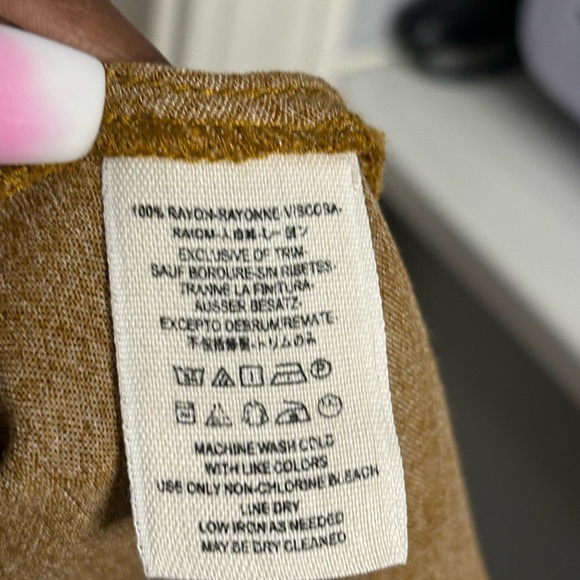 100% RAYON-RAYONNE-VISCOSA-
EXCLUSIVE OF TRIM-
SAUF BORDURE-SIN RIBETES-
TRANNE LA FINITURA-
AUSSER BESATZ-
EXCEPTO DEBRUM/REMATE-
MACHINE WASH COLD
WITH LIKE COLORS
USE ONLY NON-CHLORINE BLEACH
LINE DRY
LOW IRON AS NEEDED
MAY BE DRY CLEANED